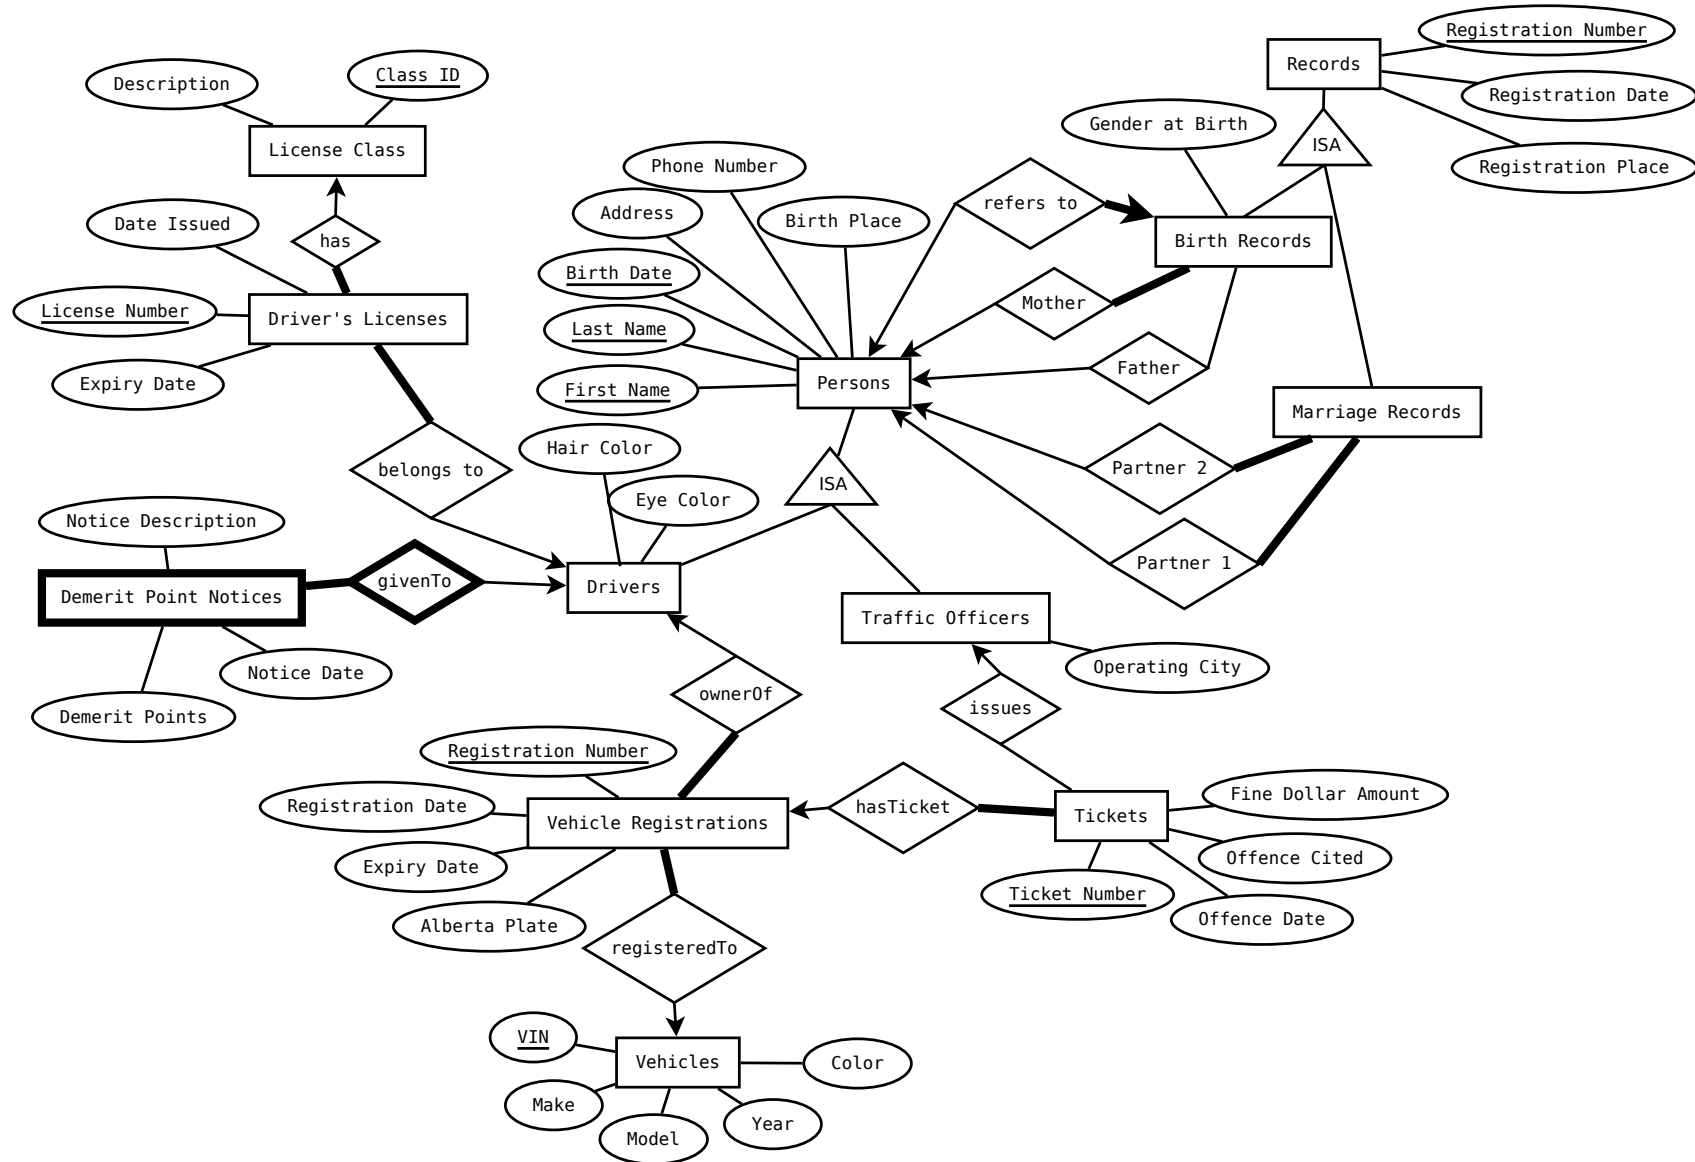 Registration Number
Records
Class ID
Description
Registration Date
Gender at Birth
ISA
License Class
Phone Number
Registration Place
refers to
Address
Birth Place
Date Issued
has
Birth Records
Birth Date
Mother
License Number
Driver's Licenses
Last Name
Father
Expiry Date
First Name
Persons
Marriage Records
Hair Color
belongs to
Partner 2
ISA
Eye Color
Notice Description
Partner 1
givenTo
Drivers
Demerit Point Notices
Traffic Officers
Notice Date
Operating City
ownerOf
issues
Demerit Points
Registration Number
Fine Dollar Amount
Registration Date
hasTicket
Tickets
Vehicle Registrations
Offence Cited
Expiry Date
Ticket Number
Offence Date
Alberta Plate
registeredTo
VIN
Vehicles
Color
Make
Year
Model